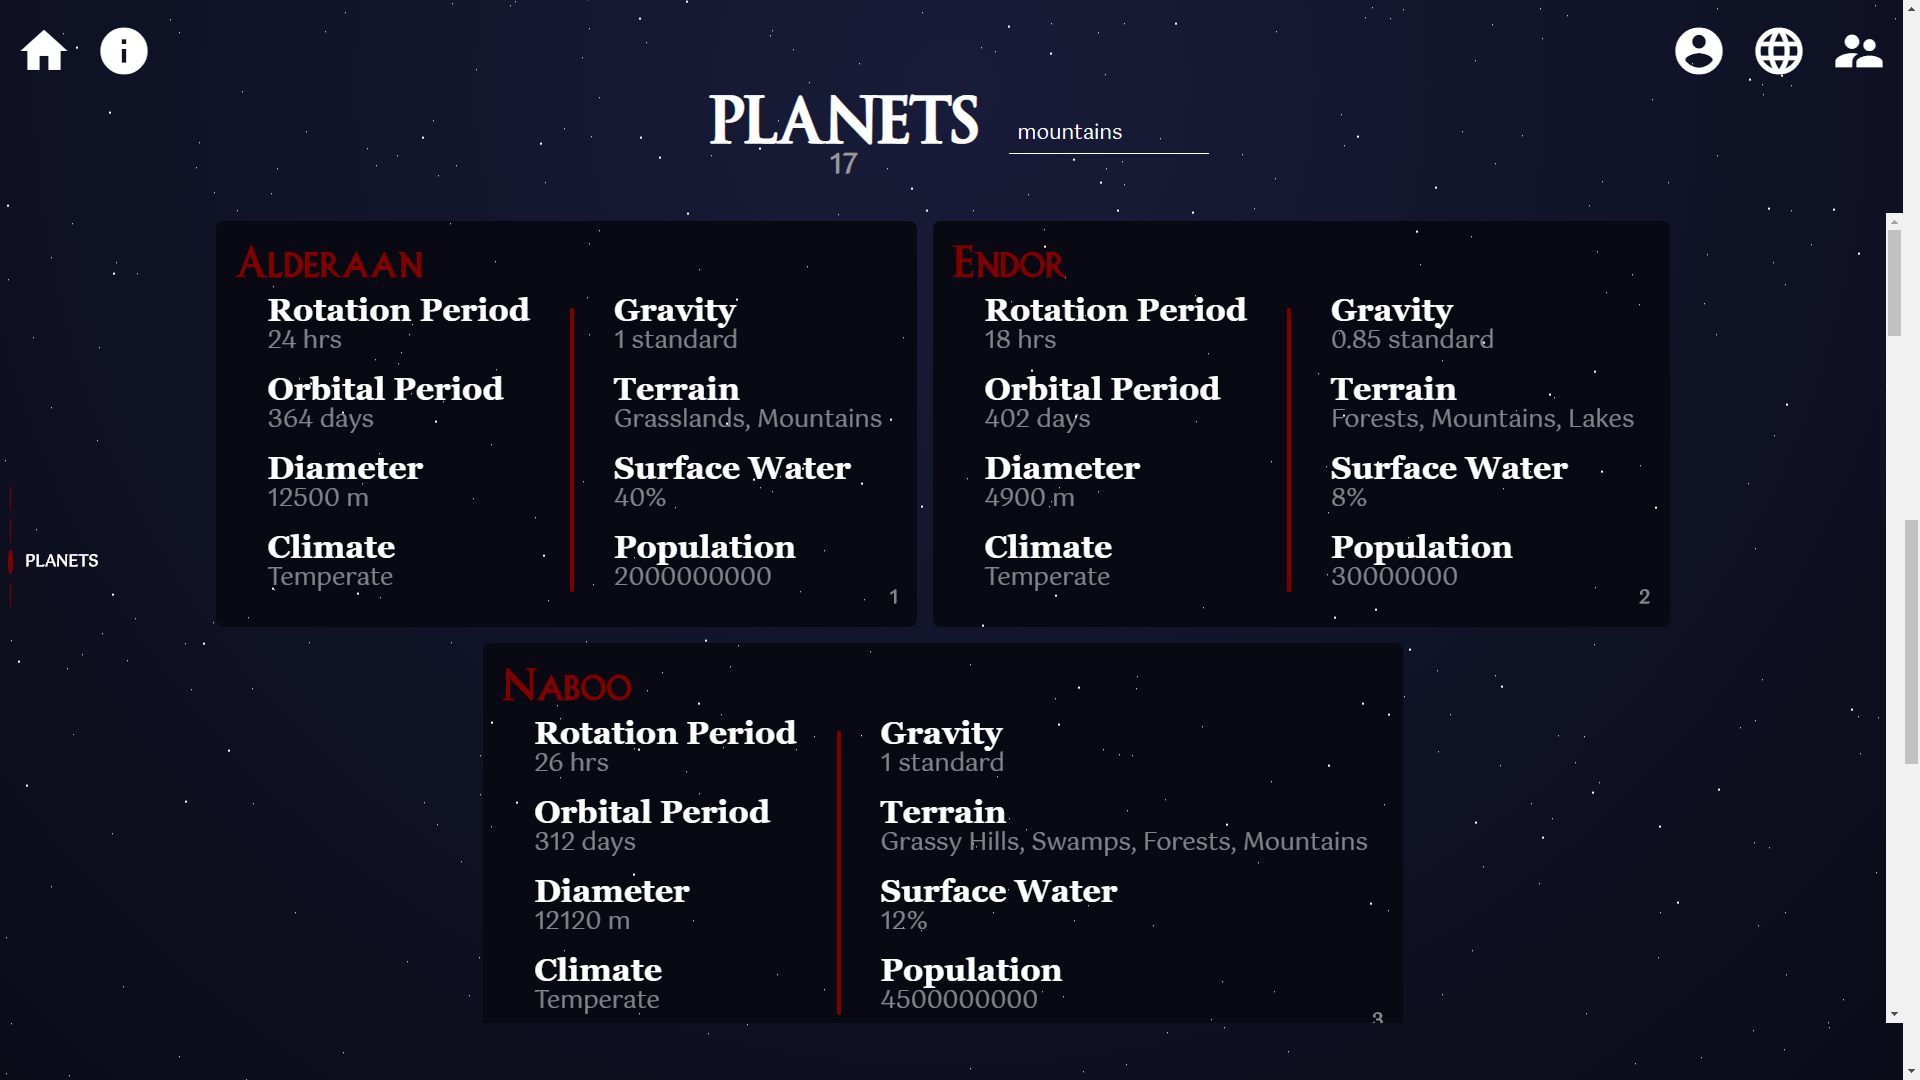 PLANETS
mountains
17
ALDERAAN
Rotation Period
24 hrs
Orbital Period
364 days
Diameter
12500 m
Climate
Temperate
Gravity
1 standard
Terrain
Grasslands, Mountains
Surface Water
40%
Population
2000000000
1
ENDOR
Rotation Period
18 hrs
Orbital Period
402 days
Diameter
4900 m
Climate
Temperate
Gravity
0.85 standard
Terrain
Forests, Mountains, Lakes
Surface Water
8%
Population
30000000
2
PLANETS
NABOO
Rotation Period
26 hrs
Orbital Period
312 days
Diameter
12120 m
Climate
Temperate
Gravity
1 standard
Terrain
Grassy Hills, Swamps, Forests, Mountains
Surface Water
12%
Population
4500000000
3